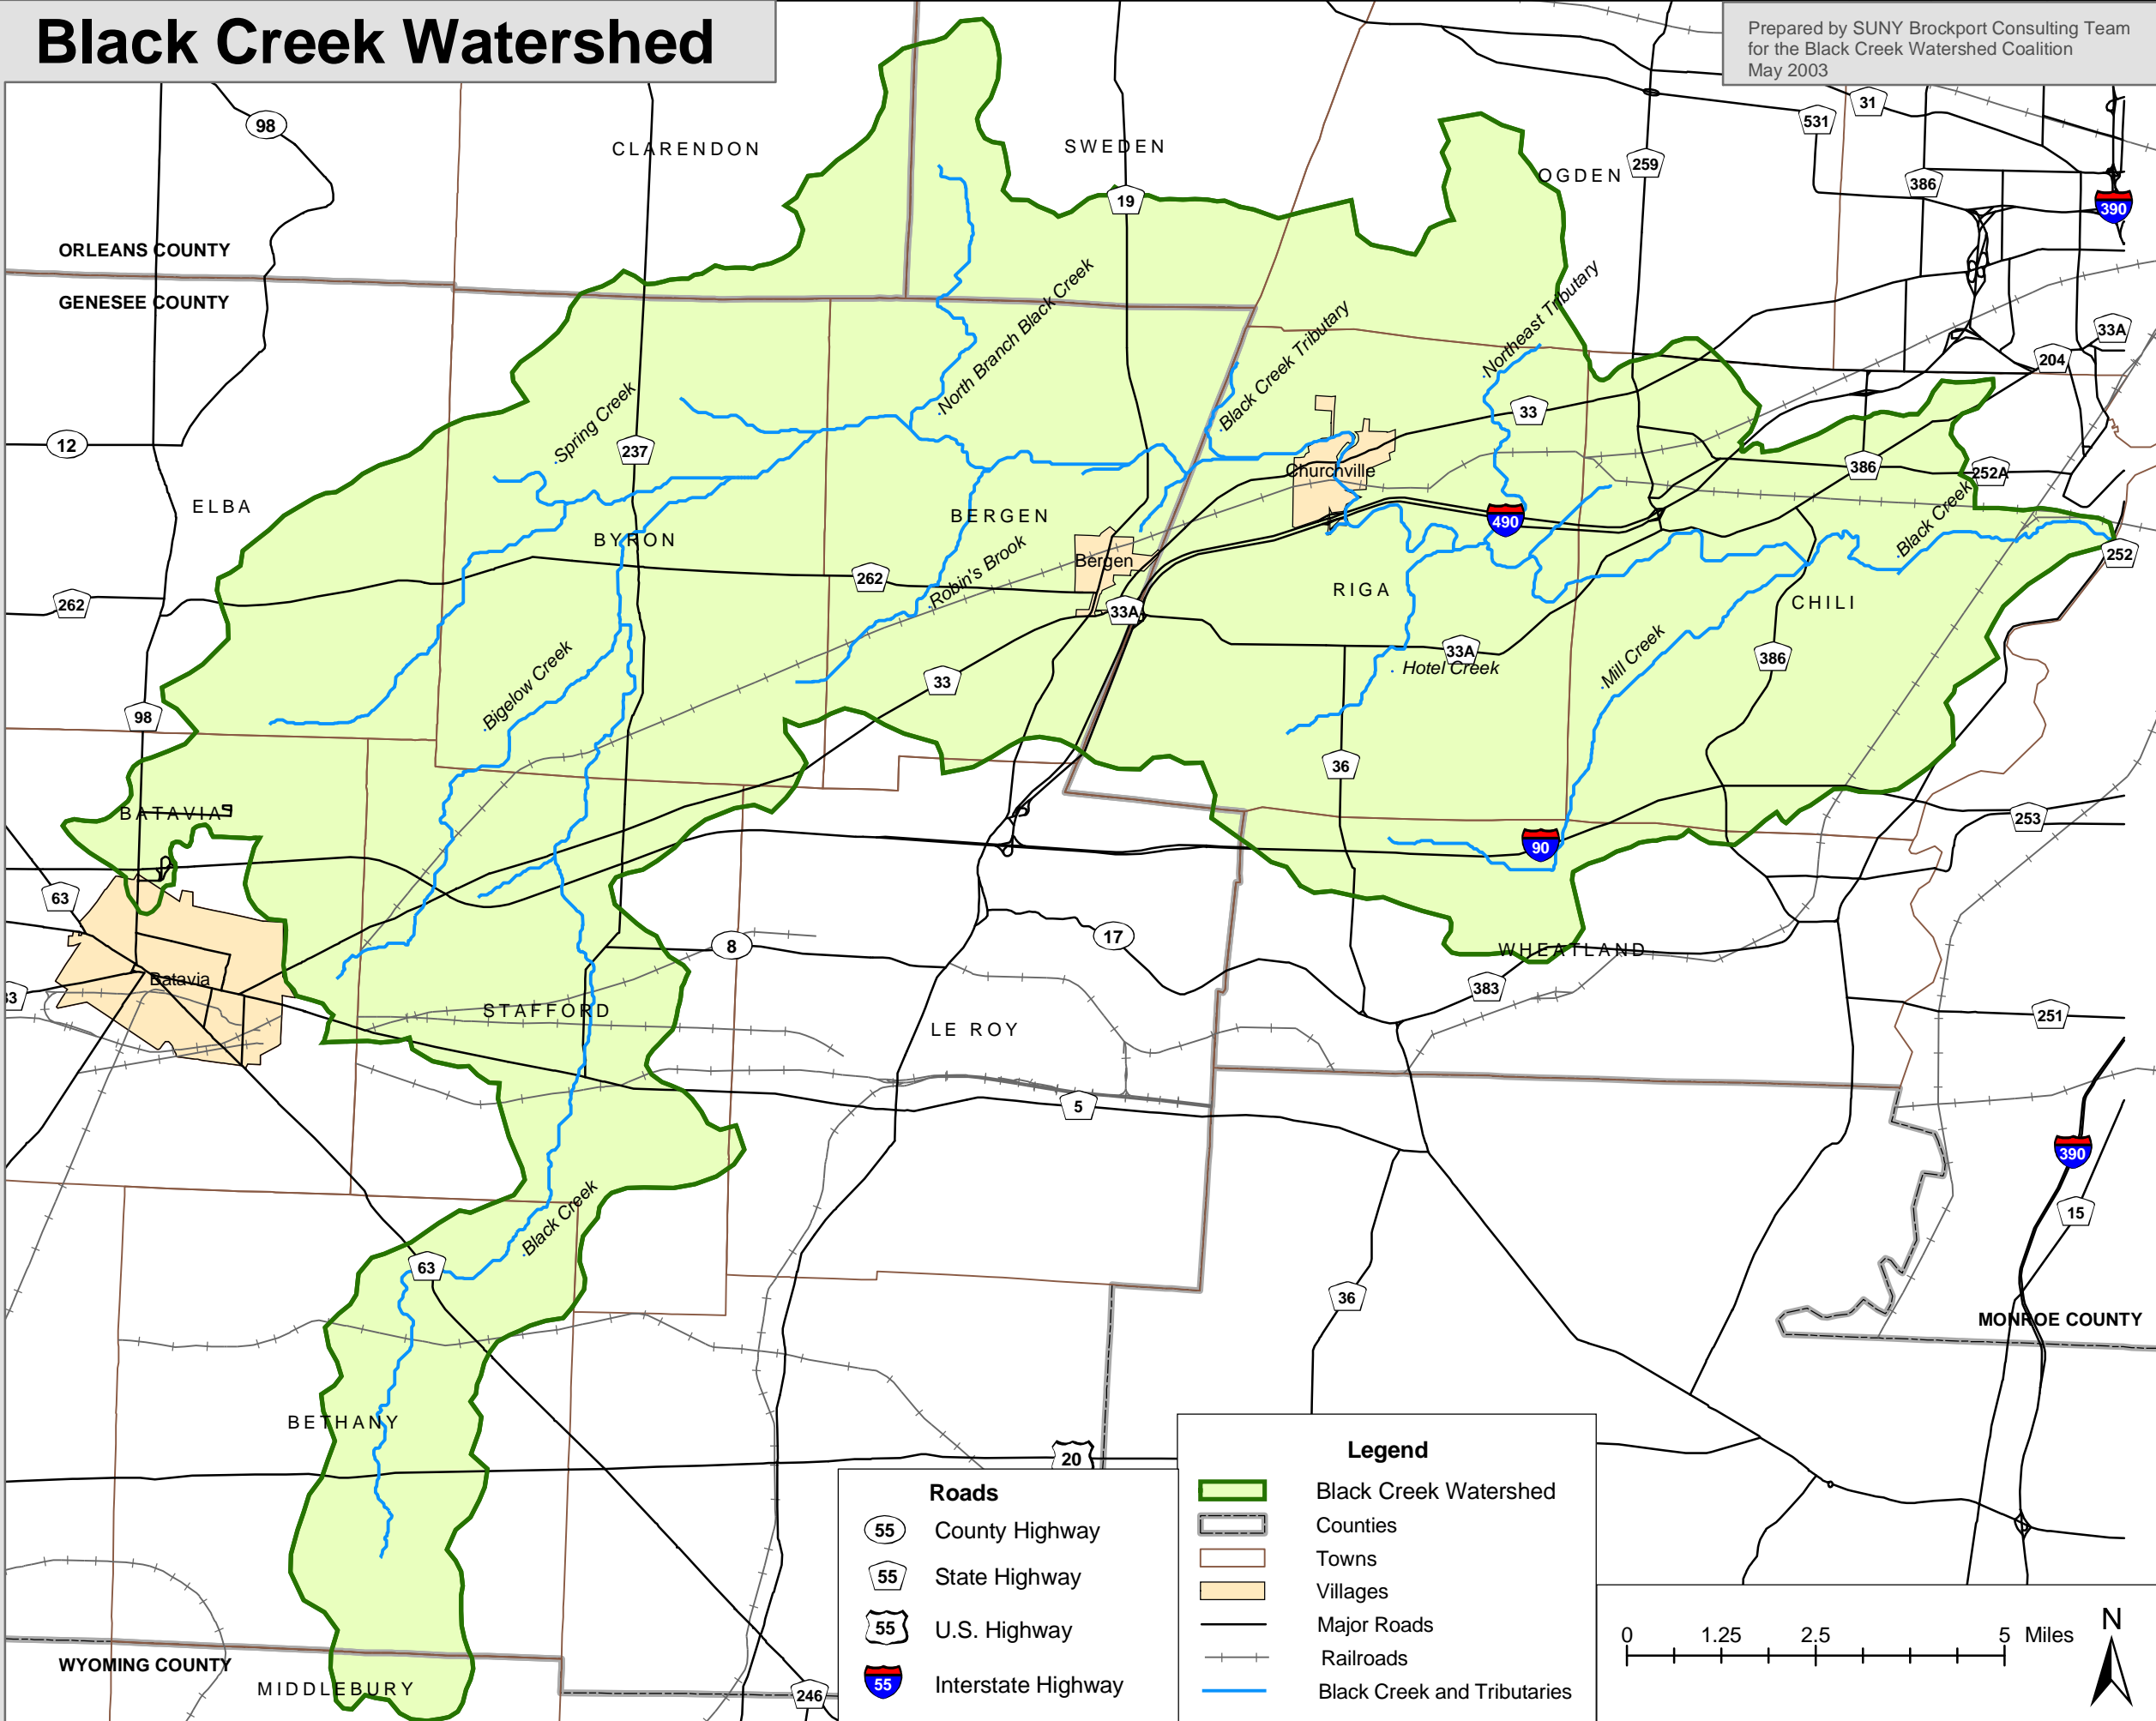 Black Creek Watershed
Prepared by SUNY Brockport Consulting Team
for the Black Creek Watershed Coalition
May 2003
98
CLARENDON
SWEDEN
OGDEN
259
531
31
386
390
19
ORLEANS COUNTY
GENESEE COUNTY
North Branch Black Creek
Black Creek Tributary
Northeast Tributary
33A
204
Spring Creek
33
12
237
Churchville
386
252A
ELBA
BERGEN
490
Black Creek
BYRON
Bergen
252
262
262
Robin's Brook
RIGA
CHILI
33A
33A
Hotel Creek
Mill Creek
386
Bigelow Creek
33
98
36
BATAVIA
90
253
63
8
17
WHEATLAND
Batavia
383
33
STAFFORD
LE ROY
251
5
390
15
Black Creek
63
36
MONROE COUNTY
BETHANY
20
WYOMING COUNTY
MIDDLEBURY
246
Roads
55 County Highway
55 State Highway
55 U.S. Highway
55 Interstate Highway
Legend
Black Creek Watershed
Counties
Towns
Villages
Major Roads
Railroads
Black Creek and Tributaries
0 1.25 2.5 5 Miles
N